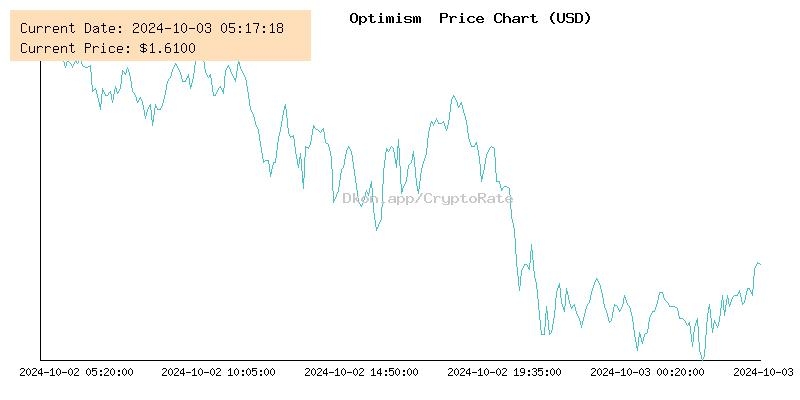 Optimism  Price Chart (USD)
Current Date: 2024-10-03 05:17:18
Current Price: $1.6100
Dkon.app/CryptoRate
2024-10-02 05:20:00 2024-10-02 10:05:00 2024-10-02 14:50:00 2024-10-02 19:35:00 2024-10-03 00:20:00 2024-10-03